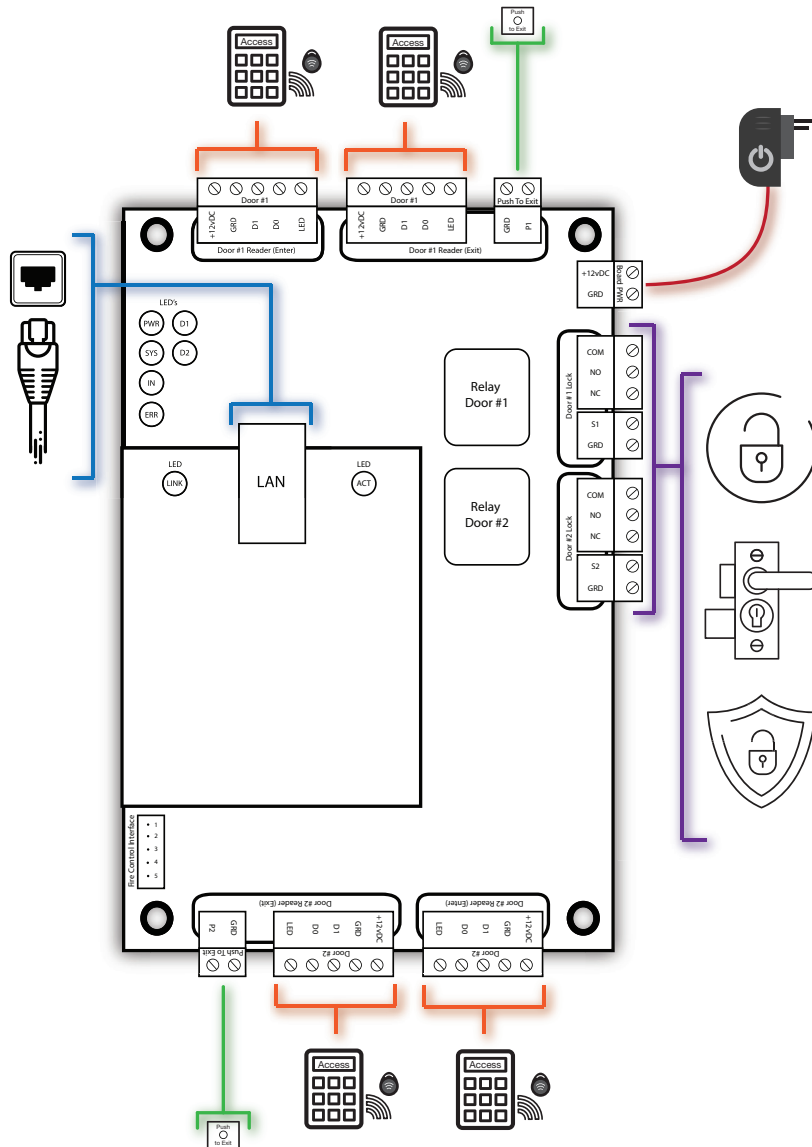 Push
to Exit
Access
Access
Door #1
+12vDC
GRD
D1
D0
LED
Door #1 Reader (Enter)
Door #1
+12vDC
GRD
D1
D0
LED
Door #1 Reader (Exit)
Push To Exit
GRD
P1
+12vDC
GRD
Board PWR
LED's
PWR
D1
SYS
D2
IN
ERR
Relay
Door #1
Relay
Door #2
COM
NO
NC
S1
GRD
Door #1 Lock
COM
NO
NC
S2
GRD
Door #2 Lock
LED
LINK
LAN
LED
ACT
Fire Control Interface
1
2
3
4
5
Door #2 Reader (Exit)
P2
GRD
Push To Exit
LED
D0
D1
GRD
+12vDC
Door #2
Door #2 Reader (Enter)
LED
D0
D1
GRD
+12vDC
Door #2
Access
Access
Push
to Exit